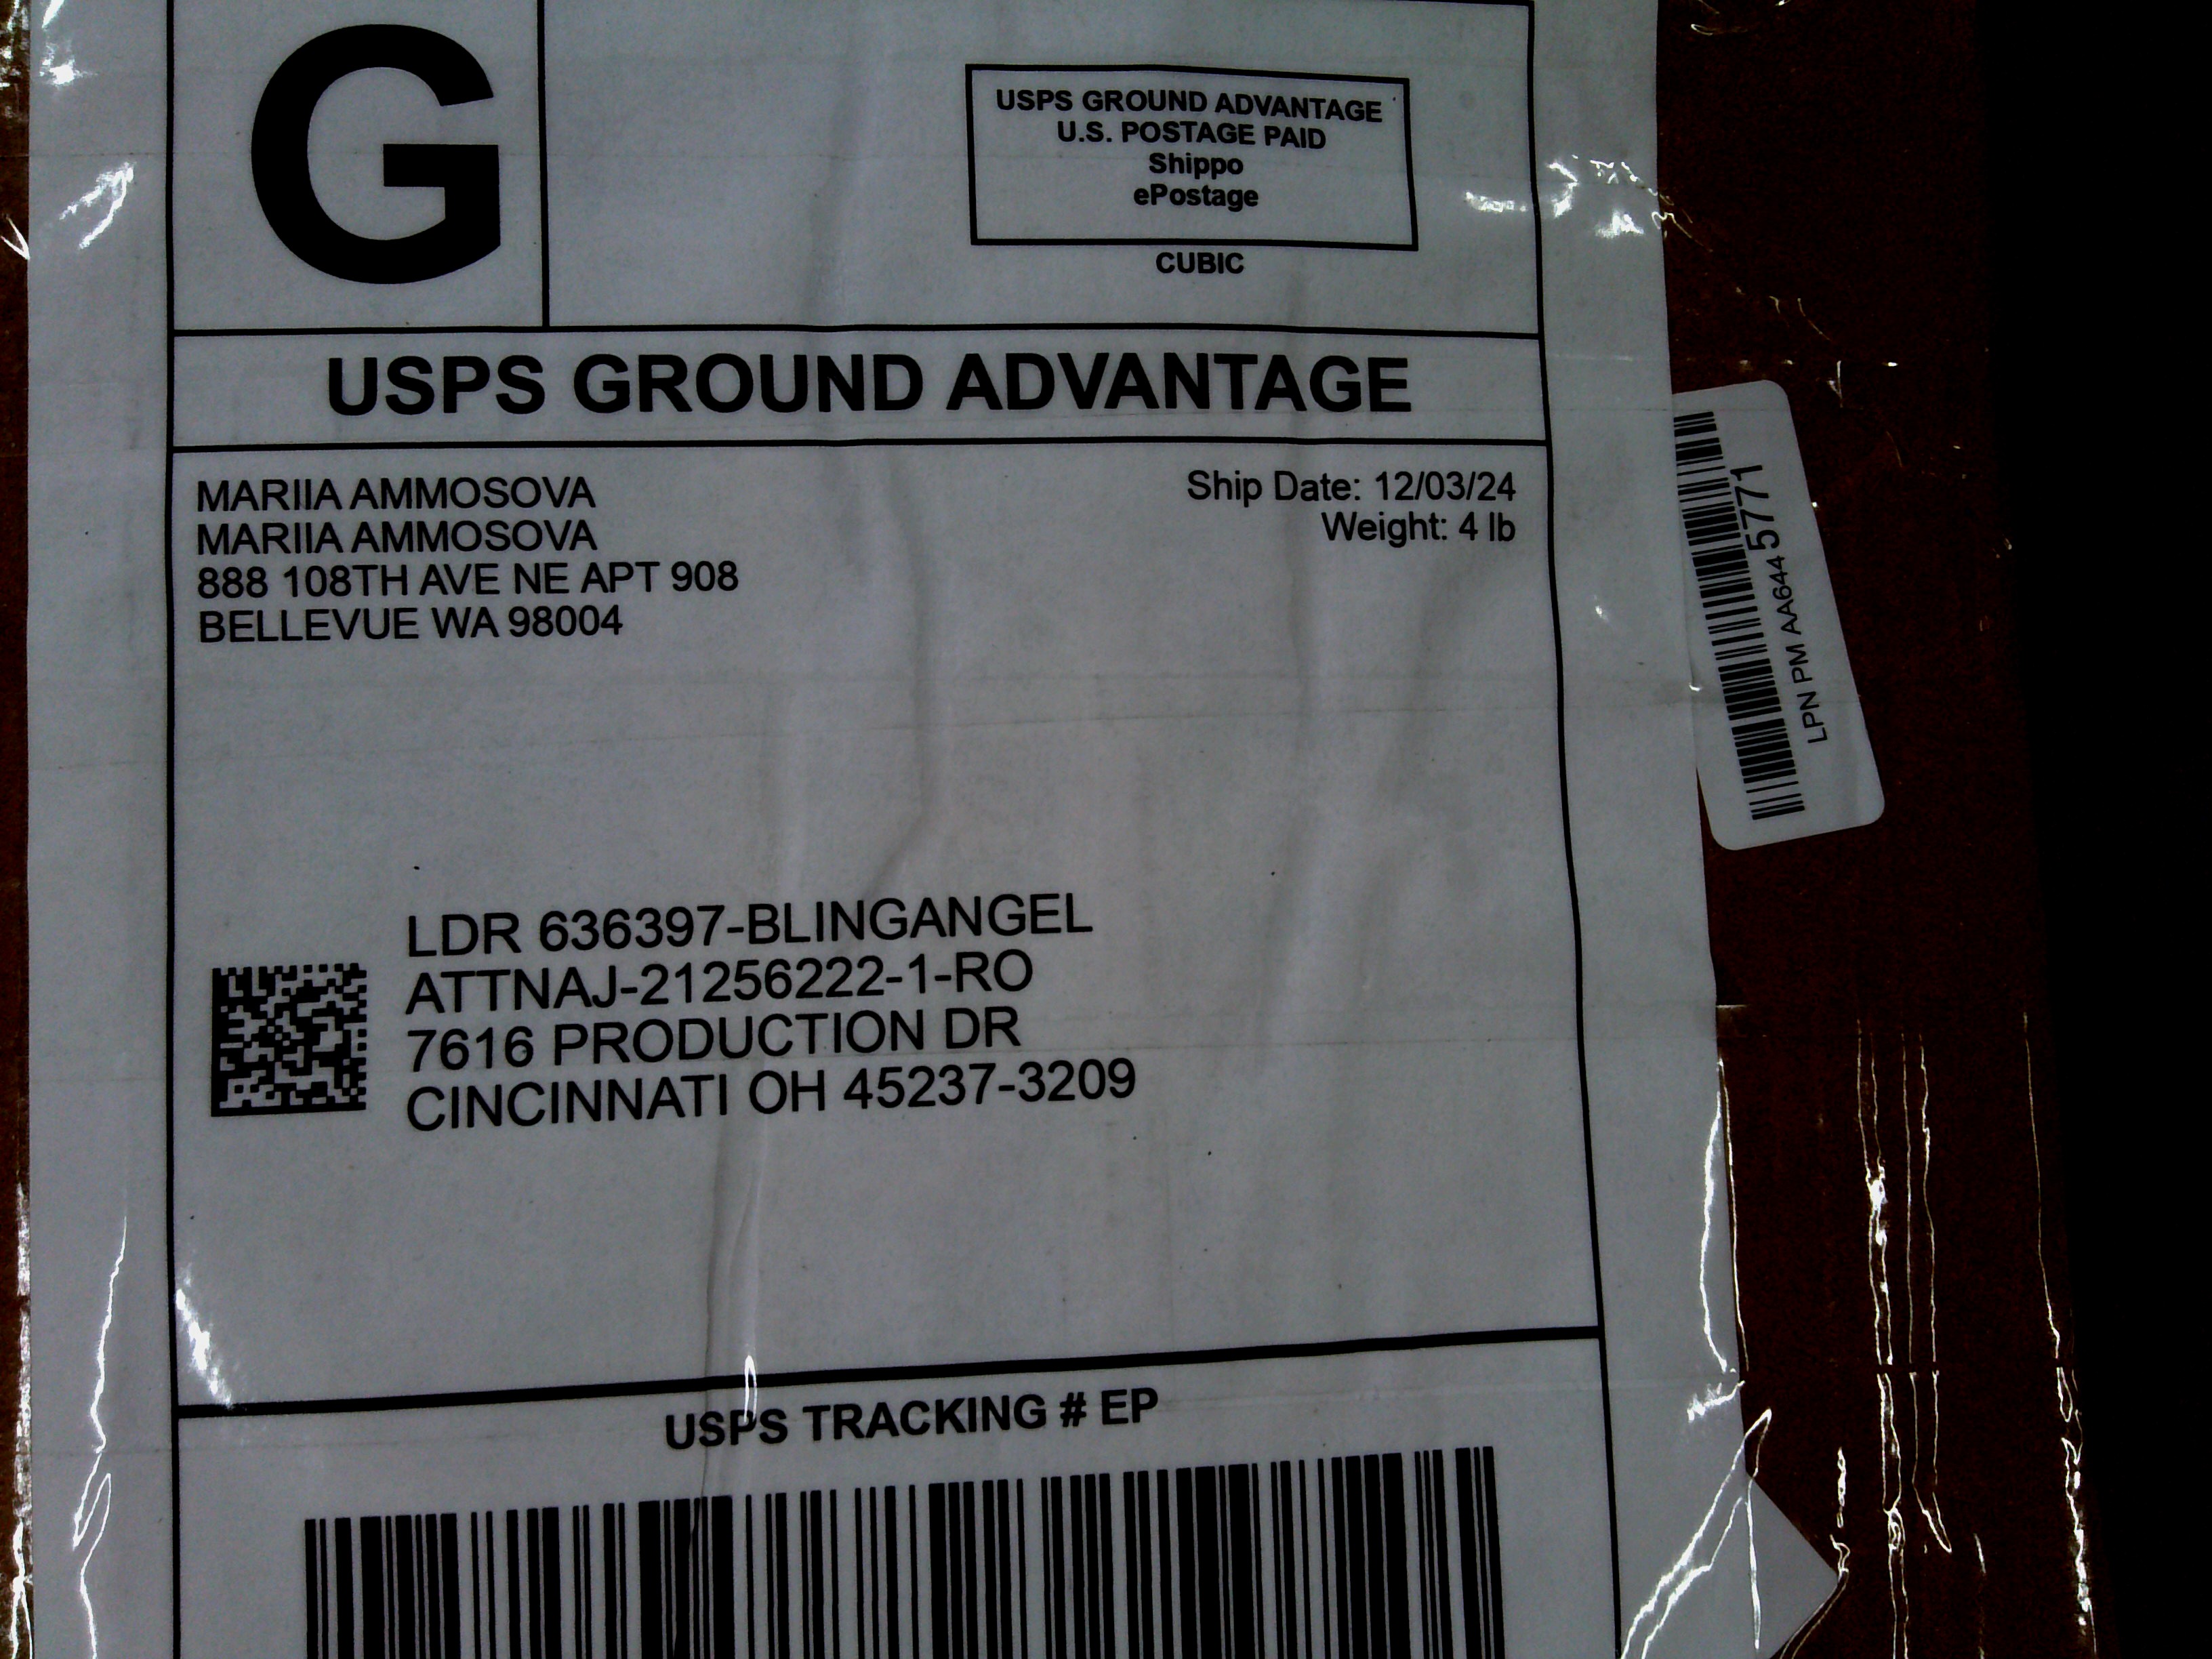 G
USPS GROUND ADVANTAGE
U.S. POSTAGE PAID
Shippo
ePostage
CUBIC
USPS GROUND ADVANTAGE
MARIIA AMMOSOVA
MARIIA AMMOSOVA
888 108TH AVE NE APT 908
BELLEVUE WA 98004
Ship Date: 12/03/24
Weight: 4 lb
LPN PM AA644 5771
LDR 636397-BLINGANGEL
ATTNAJ-21256222-1-RO
7616 PRODUCTION DR
CINCINNATI OH 45237-3209
USPS TRACKING # EP